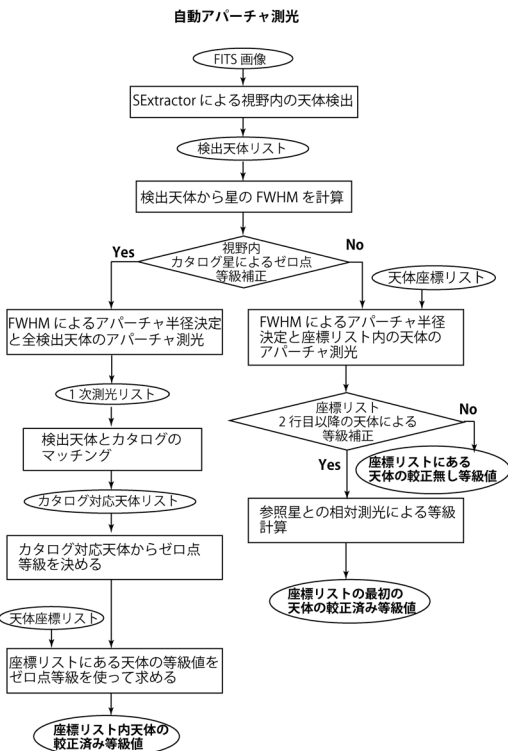 自動アパーチャ測光
FITS 画像
SExtractor による視野内の天体検出
検出天体リスト
検出天体から星の FWHM を計算
視野内
カタログ星によるゼロ点
等級補正
Yes
No
FWHM によるアパーチャ半径決定
と全検出天体のアパーチャ測光
1 次測光リスト
検出天体とカタログの
マッチング
カタログ対応天体リスト
カタログ対応天体からゼロ点
等級を決める
天体座標リスト
座標リストにある天体の等級値を
ゼロ点等級を使って求める
座標リスト内天体の
較正済み等級値
天体座標リスト
FWHM によるアパーチャ半径
決定と座標リスト内の天体の
アパーチャ測光
座標リスト
2 行目以降の天体による
等級補正
No
座標リストにある
天体の較正無し等級値
Yes
参照星との相対測光による等級
計算
座標リストの最初の
天体の較正済み等級値